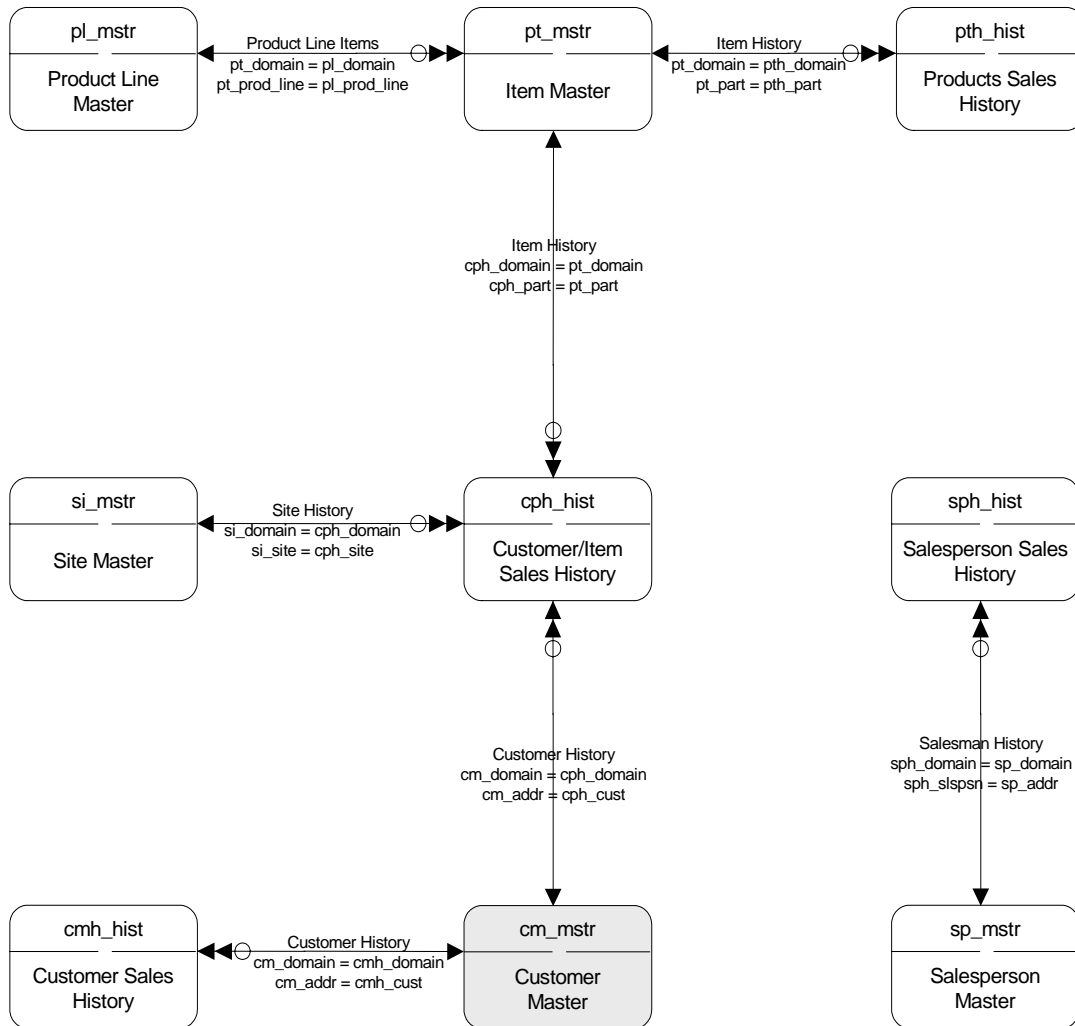 pl_mstr
Product Line
Master
Product Line Items
pt_domain = pl_domain
pt_prod_line = pl_prod_line
pt_mstr
Item Master
Item History
pt_domain = pth_domain
pt_part = pth_part
pth_hist
Products Sales
History
Item History
cph_domain = pt_domain
cph_part = pt_part
si_mstr
Site Master
Site History
si_domain = cph_domain
si_site = cph_site
cph_hist
Customer/Item
Sales History
sph_hist
Salesperson Sales
History
Customer History
cm_domain = cph_domain
cm_addr = cph_cust
Salesman History
sph_domain = sp_domain
sph_slspsn = sp_addr
cmh_hist
Customer Sales
History
Customer History
cm_domain = cmh_domain
cm_addr = cmh_cust
cm_mstr
Customer
Master
sp_mstr
Salesperson
Master